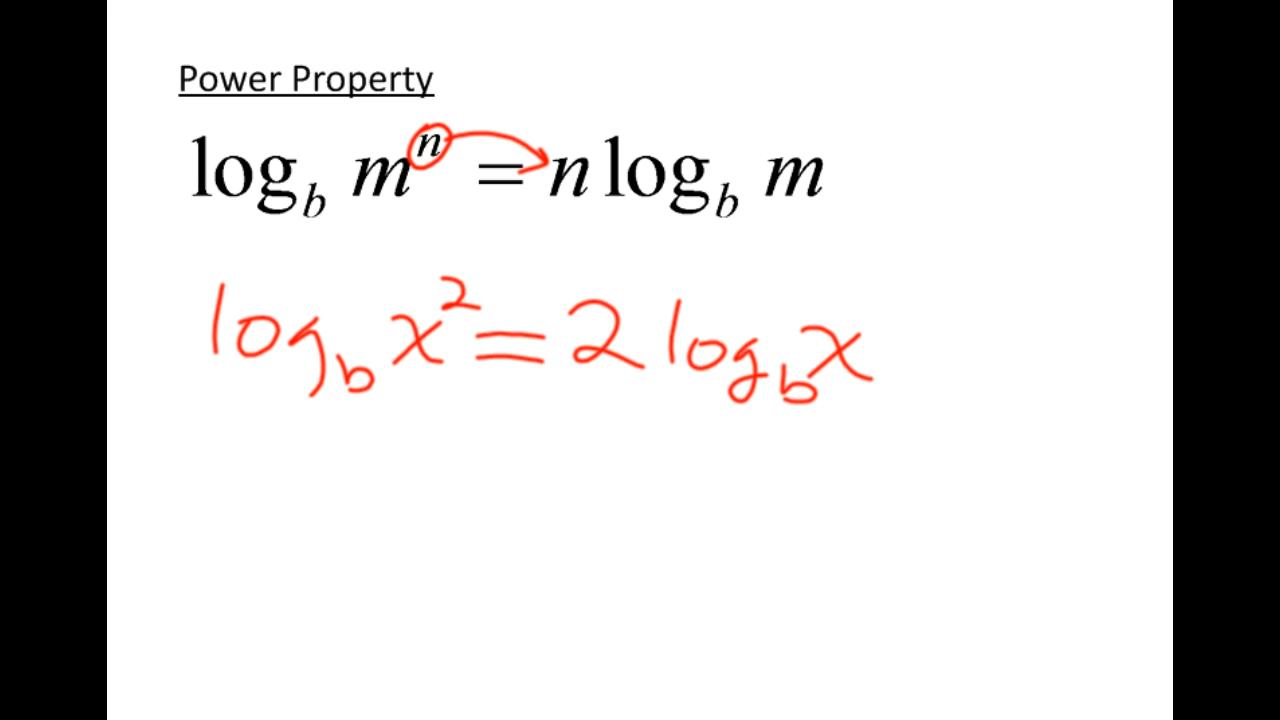 Power Property
log_b m^n = n log_b m
log_b x^2 = 2 log_b x